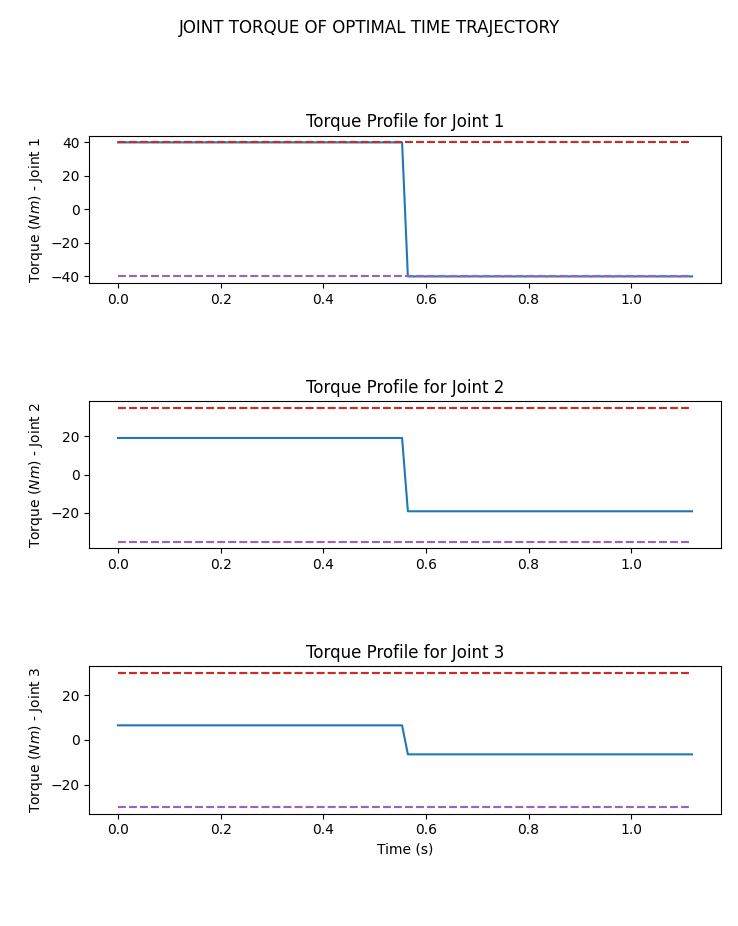 JOINT TORQUE OF OPTIMAL TIME TRAJECTORY
Torque Profile for Joint 1
Torque (Nm) - Joint 1
40
20
0
−20
−40
0.0 0.2 0.4 0.6 0.8 1.0
Torque Profile for Joint 2
Torque (Nm) - Joint 2
20
0
−20
0.0 0.2 0.4 0.6 0.8 1.0
Torque Profile for Joint 3
Torque (Nm) - Joint 3
20
0
−20
0.0 0.2 0.4 0.6 0.8 1.0
Time (s)